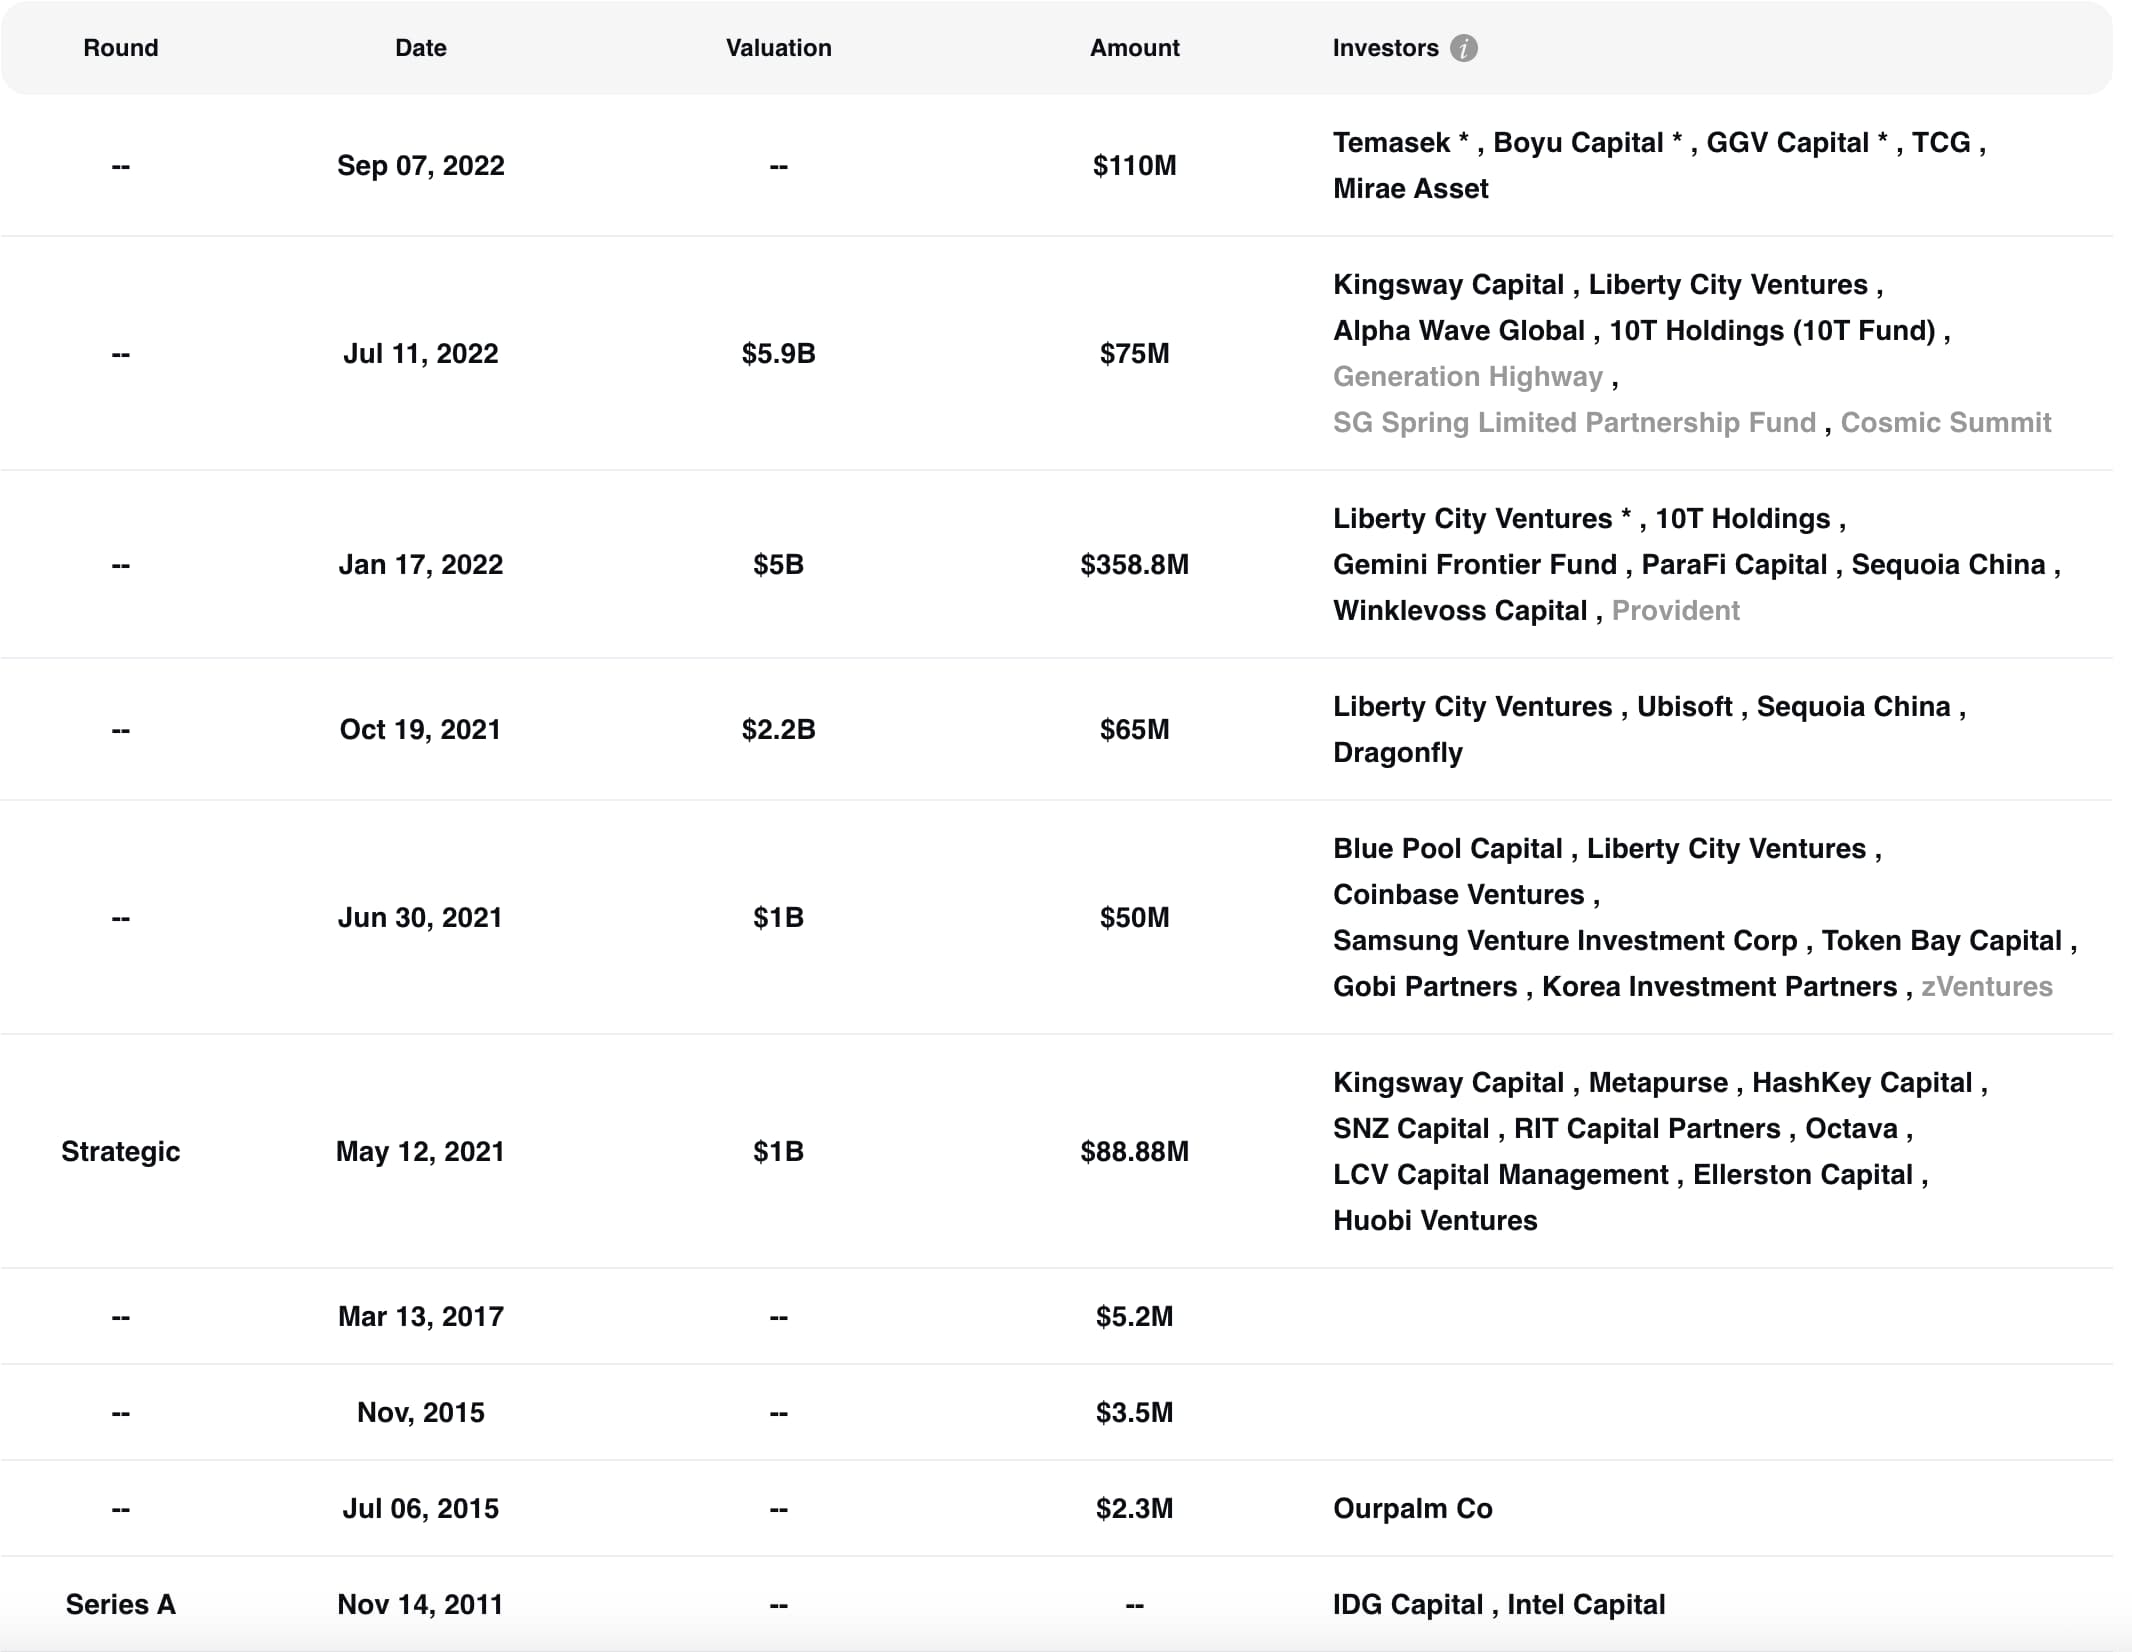 Round Date Valuation Amount Investors i
-- Sep 07, 2022 -- $110M Temasek * , Boyu Capital * , GGV Capital * , TCG ,
Mirae Asset
-- Jul 11, 2022 $5.9B $75M Kingsway Capital , Liberty City Ventures ,
Alpha Wave Global , 10T Holdings (10T Fund) ,
Generation Highway ,
SG Spring Limited Partnership Fund , Cosmic Summit
-- Jan 17, 2022 $5B $358.8M Liberty City Ventures * , 10T Holdings ,
Gemini Frontier Fund , ParaFi Capital , Sequoia China ,
Winklevoss Capital , Provident
-- Oct 19, 2021 $2.2B $65M Liberty City Ventures , Ubisoft , Sequoia China ,
Dragonfly
-- Jun 30, 2021 $1B $50M Blue Pool Capital , Liberty City Ventures ,
Coinbase Ventures ,
Samsung Venture Investment Corp , Token Bay Capital ,
Gobi Partners , Korea Investment Partners , zVentures
Strategic May 12, 2021 $1B $88.88M Kingsway Capital , Metapurse , HashKey Capital ,
SNZ Capital , RIT Capital Partners , Octava ,
LCV Capital Management , Ellerston Capital ,
Huobi Ventures
-- Mar 13, 2017 -- $5.2M
-- Nov, 2015 -- $3.5M
-- Jul 06, 2015 -- $2.3M Ourpalm Co
Series A Nov 14, 2011 -- -- IDG Capital , Intel Capital